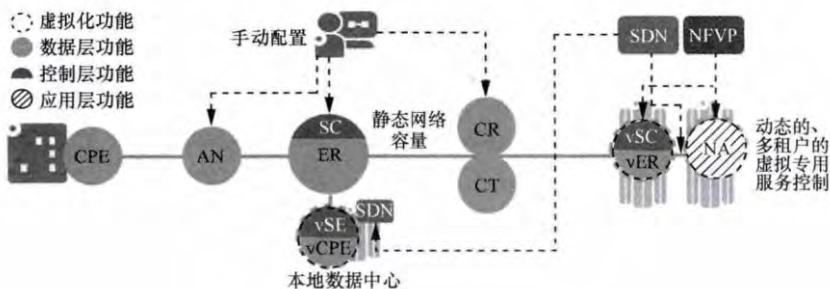 虚拟化功能
数据层功能
控制层功能
应用层功能
手动配置
SDN
NFVP
CPE
AN
SC
ER
静态网络
容量
CR
CT
vSC
vER
NA
动态的、
多租户的
虚拟专用
服务控制
vSE
vCPE
SDN
本地数据中心